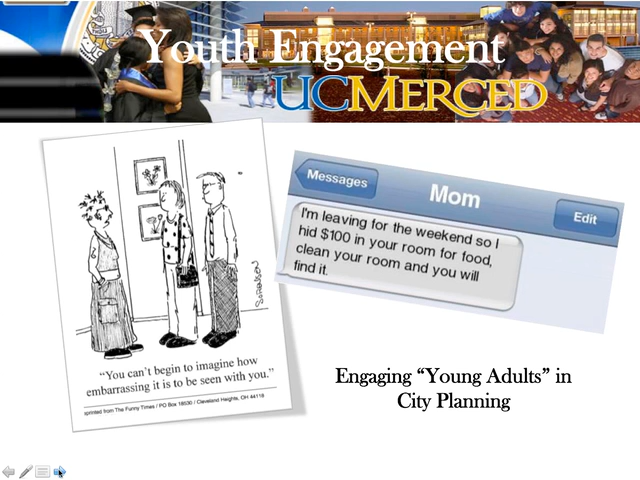 Youth Engagement
UCMERCED
Messages
Mom
Edit
I'm leaving for the weekend so I
hid $100 in your room for food,
clean your room and you will
find it.
SORENSEN
"You can't begin to imagine how
embarrassing it is to be seen with you."
printed from The Funny Times / PO Box 18530 / Cleveland Heights, OH 44118
Engaging "Young Adults" in
City Planning